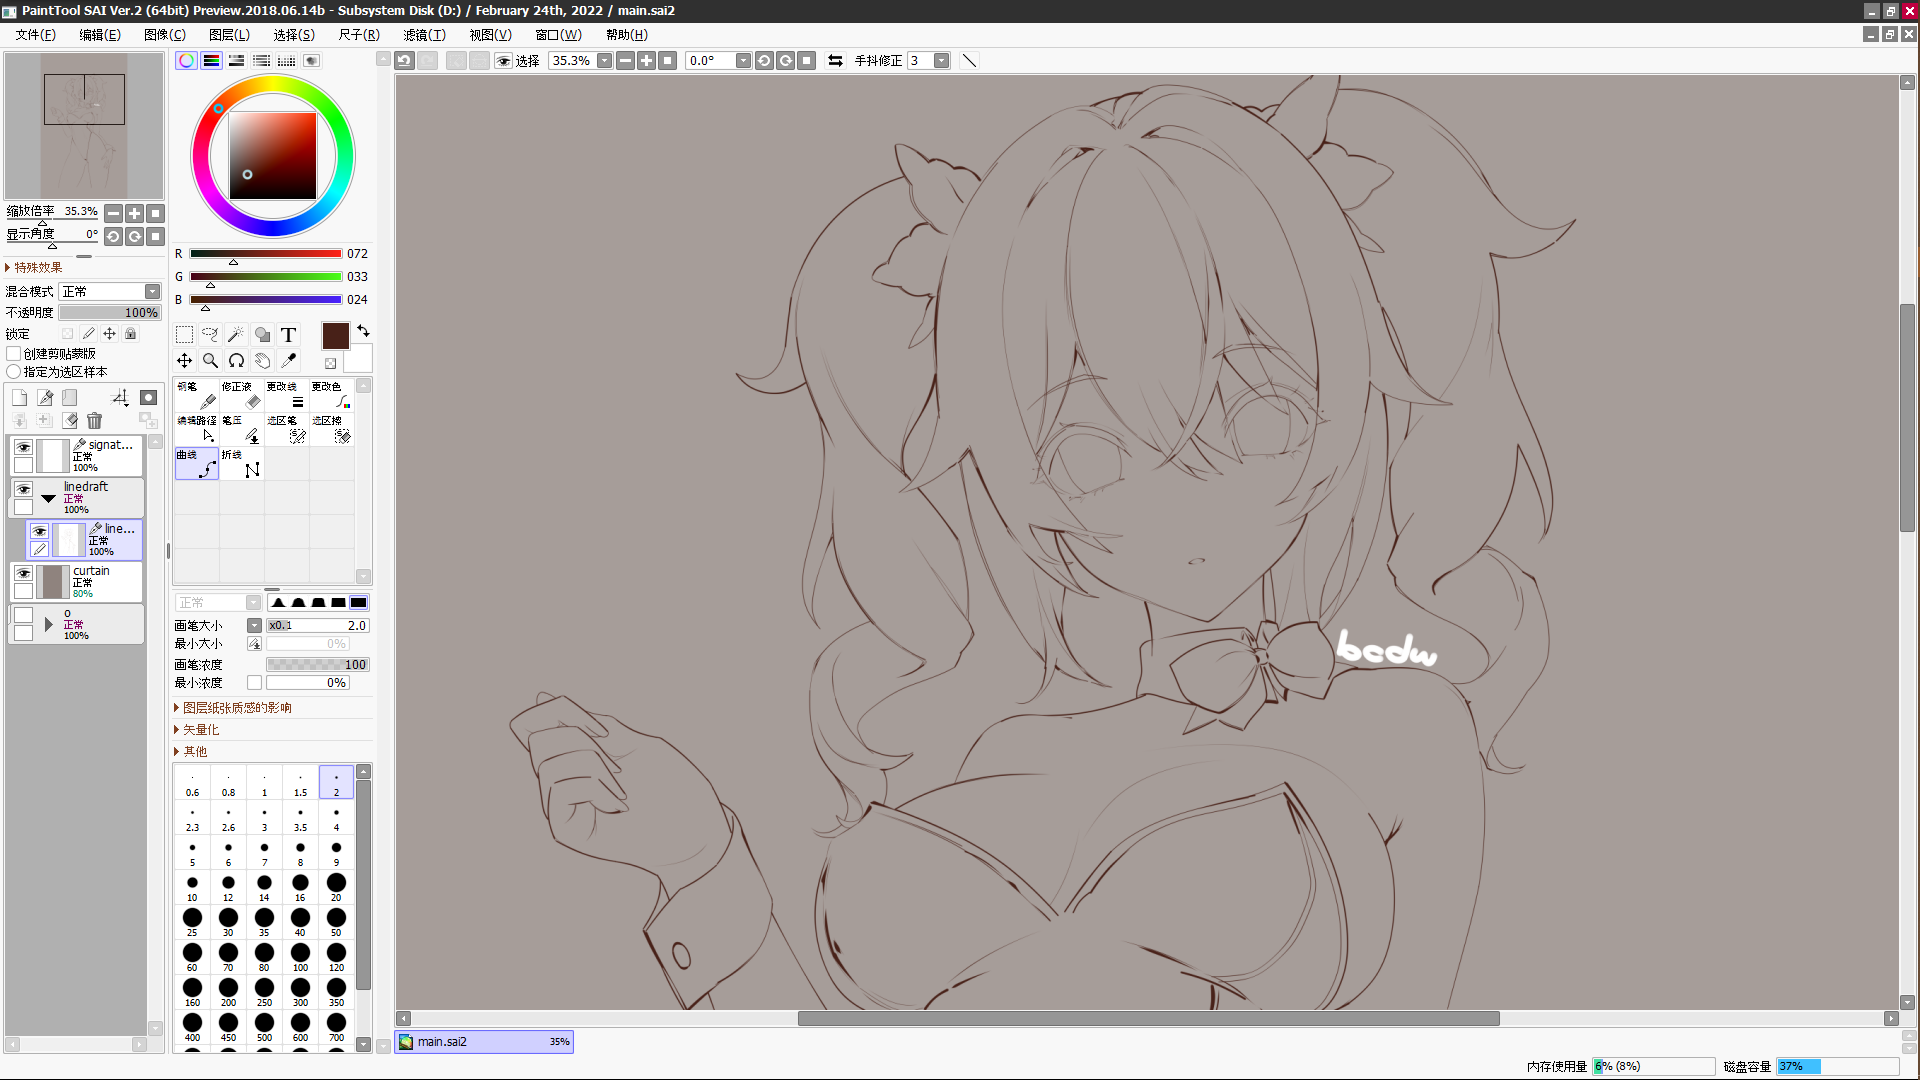 PaintTool SAI Ver.2 (64bit) Preview.2018.06.14b - Subsystem Disk (D:) / February 24th, 2022 / main.sai2
文件(F) 编辑(E) 图像(C) 图层(L) 选择(S) 尺子(R) 滤镜(T) 视图(V) 窗口(W) 帮助(H)
选择 35.3% 0.0° 手抖修正 3
缩放倍率 35.3%
显示角度 0°
特殊效果
混合模式 正常
不透明度 100%
锁定
创建剪贴蒙版
指定为选区样本
signat...
正常
100%
linedraft
正常
100%
line...
正常
100%
curtain
正常
80%
o
正常
100%
R 072
G 033
B 024
T
钢笔 修正液 更改线 更改色
编辑路径 笔压 选区笔 选区擦
曲线 折线
正常
画笔大小 x0.1 2.0
最小大小 0%
画笔浓度 100
最小浓度 0%
图层纸张质感的影响
矢量化
其他
0.6 0.8 1 1.5 2
2.3 2.6 3 3.5 4
5 6 7 8 9
10 12 14 16 20
25 30 35 40 50
60 70 80 100 120
160 200 250 300 350
400 450 500 600 700
bcdw
main.sai2 35%
内存使用量 6% (8%) 磁盘容量 37%